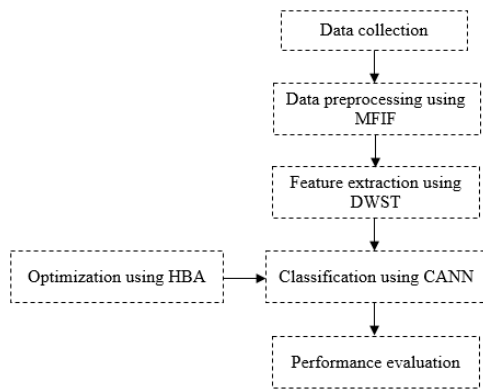 Data collection
Data preprocessing using
MFIF
Feature extraction using
DWST
Optimization using HBA
Classification using CANN
Performance evaluation